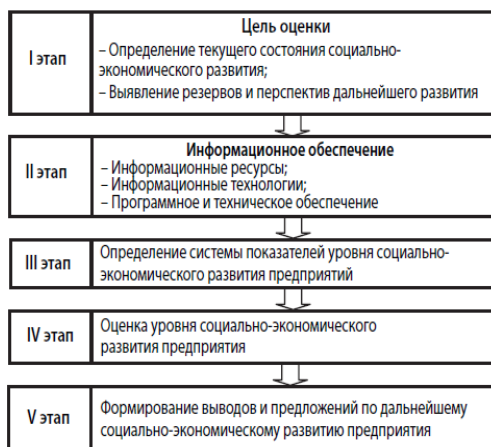 I этап
Цель оценки
– Определение текущего состояния социально-
экономического развития;
– Выявление резервов и перспектив дальнейшего развития
II этап
Информационное обеспечение
– Информационные ресурсы;
– Информационные технологии;
– Программное и техническое обеспечение
III этап
Определение системы показателей уровня социально-
экономического развития предприятий
IV этап
Оценка уровня социально-экономического
развития предприятия
V этап
Формирование выводов и предложений по дальнейшему
социально-экономическому развитию предприятия